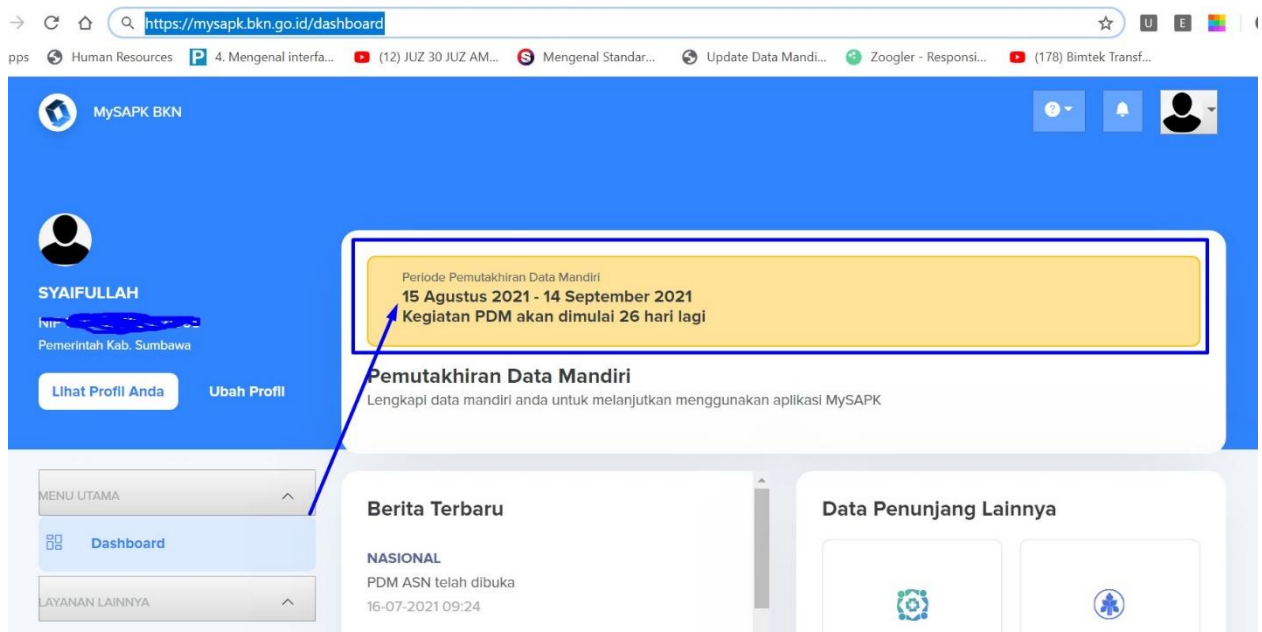 https://mysapk.bkn.go.id/dashboard
U E
pps Human Resources 4. Mengenal interfa... (12) JUZ 30 JUZ AM... Mengenal Standar... Update Data Mandi... Zoogler - Responsi... (178) Bimtek Transf...
MySAPK BKN
SYAIFULLAH
NIP
Pemerintah Kab. Sumbawa
Lihat Profil Anda Ubah Profil
Periode Pemutakhiran Data Mandiri
15 Agustus 2021 - 14 September 2021
Kegiatan PDM akan dimulai 26 hari lagi
Pemutakhiran Data Mandiri
Lengkapi data mandiri anda untuk melanjutkan menggunakan aplikasi MySAPK
MENU UTAMA
Dashboard
LAYANAN LAINNYA
Berita Terbaru
NASIONAL
PDM ASN telah dibuka
16-07-2021 09:24
Data Penunjang Lainnya